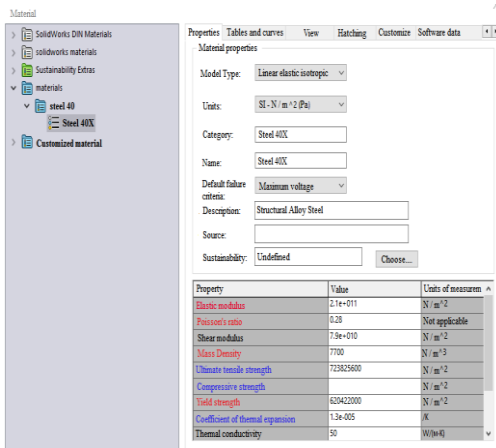 Material
SolidWorks DIN Materials
solidworks materials
Sustainability Extras
materials
steel 40
Steel 40X
Customized material
Properties Tables and curves View Hatching Customize Software data
Material properties
Model Type: Linear elastic isotropic
Units: SI - N / m ^2 (Pa)
Category: Steel 40X
Name: Steel 40X
Default failure criteria: Maximum voltage
Description: Structural Alloy Steel
Source:
Sustainability: Undefined Choose...
Property Value Units of measurem
Elastic modulus 2.1e+011 N / m^2
Poisson's ratio 0.28 Not applicable
Shear modulus 7.9e+010 N / m^2
Mass Density 7700 N / m^3
Ultimate tensile strength 723825600 N / m^2
Compressive strength N / m^2
Yield strength 620422000 N / m^2
Coefficient of thermal expansion 1.3e-005 /K
Thermal conductivity 50 W/(м·K)